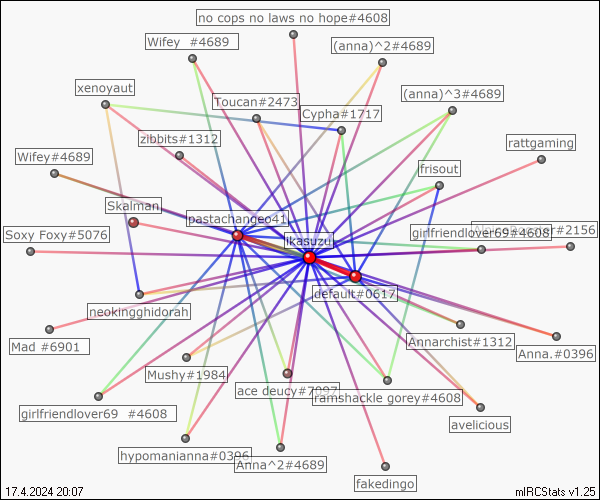 no cops no laws no hope#4608
Wifey  #4689
(anna)^2#4689
xenoyaut
(anna)^3#4689
Toucan#2473
Cypha#1717
zibbits#1312
rattgaming
Wifey#4689
frisout
Skalman.
pastachangeo41
Soxy Foxy#5076
girlfriendlover69.#4608
#2156
ikasuzu
default#0617
neokingghidorah
Mad #6901
Annarchist#1312
Anna.#0396
Mushy#1984
ace deucy#7097
ramshackle gorey#4608
girlfriendlover69  #4608
avelicious
hypomanianna#0396
Anna^2#4689
fakedingo
17.4.2024 20:07
mIRCStats v1.25